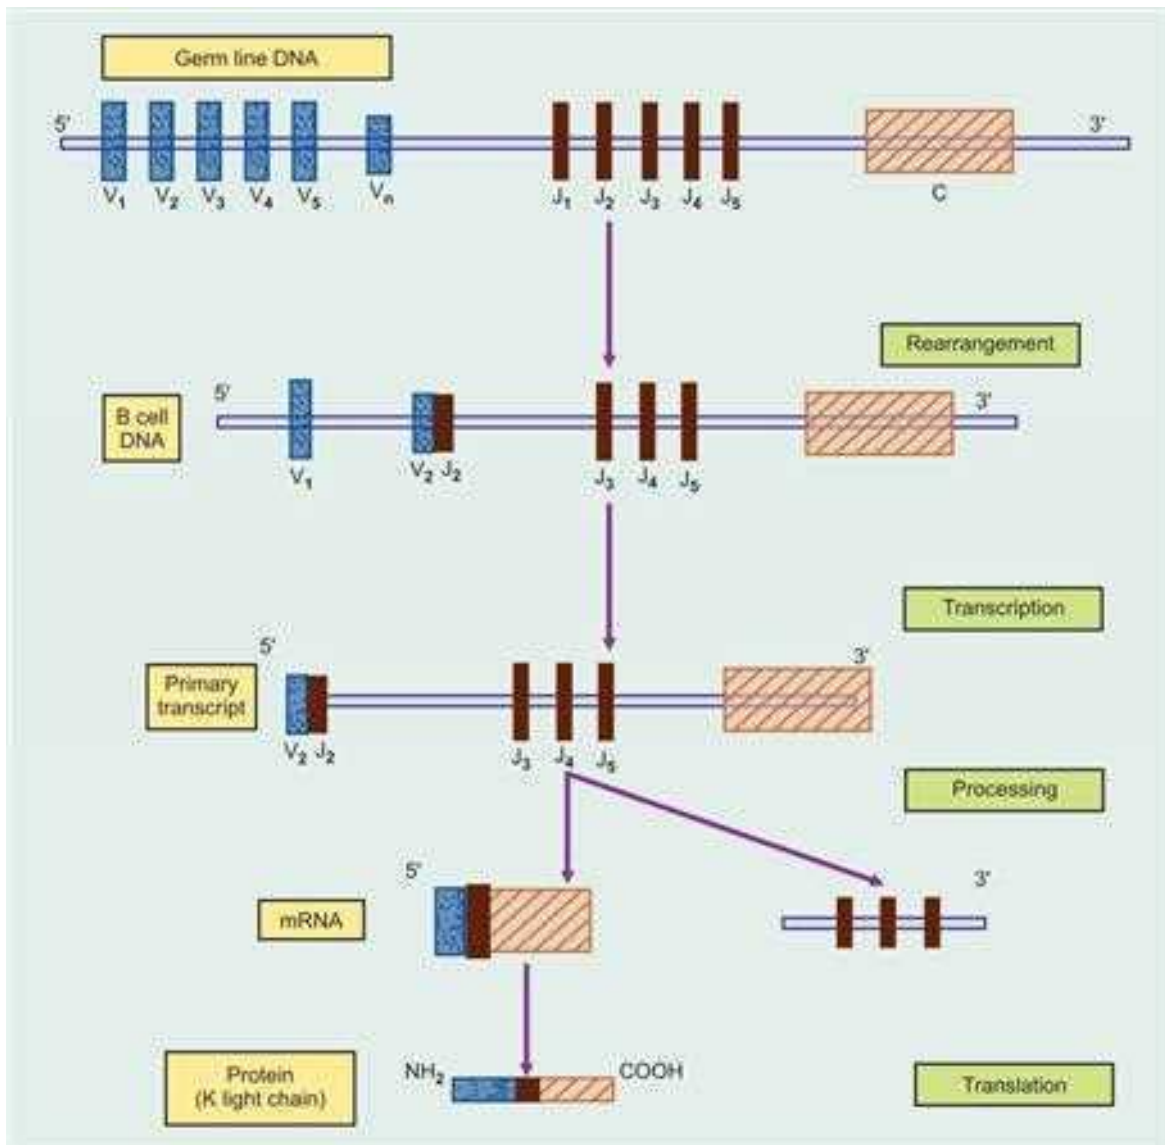 Germ line DNA
5'
3'
V₁ V₂ V₃ V₄ V₅ Vₙ J₁ J₂ J₃ J₄ J₅ C
Rearrangement
5'
3'
B cell
DNA
V₁ V₂ J₂ J₃ J₄ J₅
Transcription
5'
3'
Primary
transcript
V₂ J₂ J₃ J₄ J₅
Processing
5'
3'
mRNA
NH₂ COOH
Protein
(K light chain)
Translation